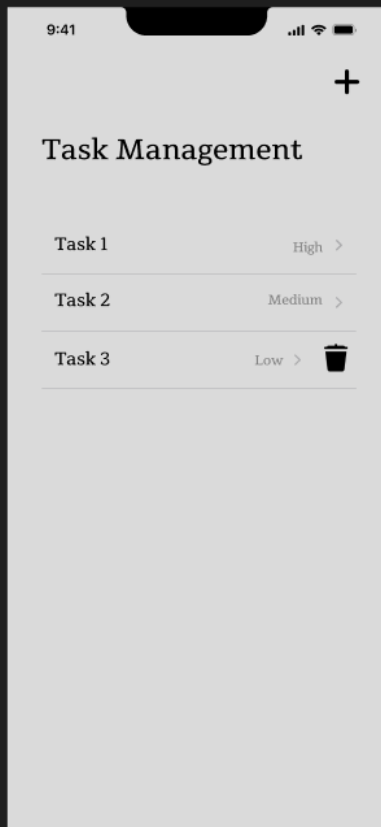 9:41
Task Management
Task 1 High
Task 2 Medium
Task 3 Low